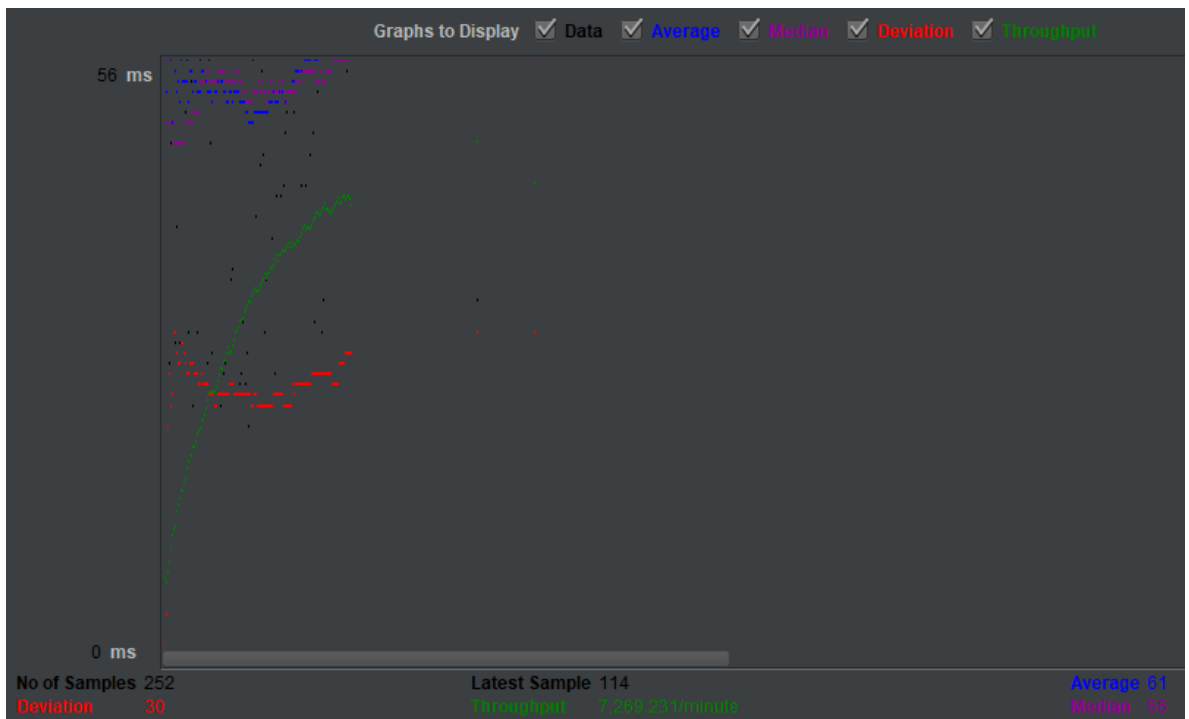 Graphs to Display Data Average Median Deviation Throughput
56 ms
0 ms
No of Samples 252 Latest Sample 114 Average 61
Deviation 30 Throughput 7,269.231/minute Median